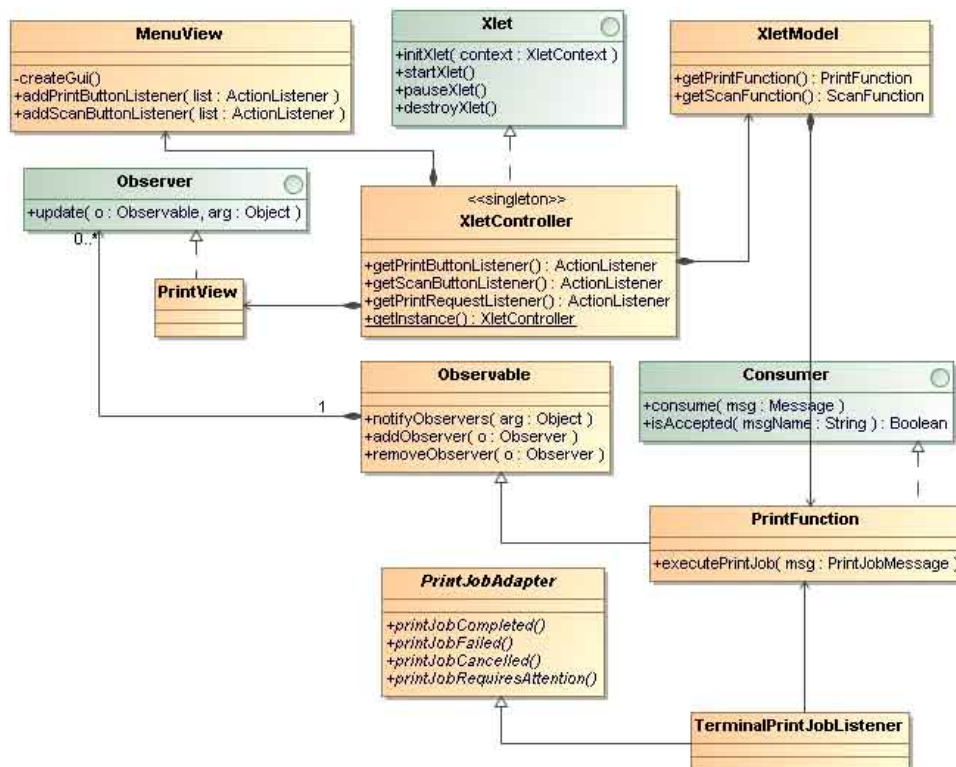 MenuView
-createGui()
+addPrintButtonListener( list : ActionListener )
+addScanButtonListener( list : ActionListener )
Xlet
+initXlet( context : XletContext )
+startXlet()
+pauseXlet()
+destroyXlet()
XletModel
+getPrintFunction() : PrintFunction
+getScanFunction() : ScanFunction
Observer
+update( o : Observable, arg : Object )
0..*
PrintView
<<singleton>>
XletController
+getPrintButtonListener() : ActionListener
+getScanButtonListener() : ActionListener
+getPrintRequestListener() : ActionListener
+getInstance() : XletController
Observable
+notifyObservers( arg : Object )
+addObserver( o : Observer )
+removeObserver( o : Observer )
1
Consumer
+consume( msg : Message )
+isAccepted( msgName : String ) : Boolean
PrintFunction
+executePrintJob( msg : PrintJobMessage )
PrintJobAdapter
+printJobCompleted()
+printJobFailed()
+printJobCancelled()
+printJobRequiresAttention()
TerminalPrintJobListener